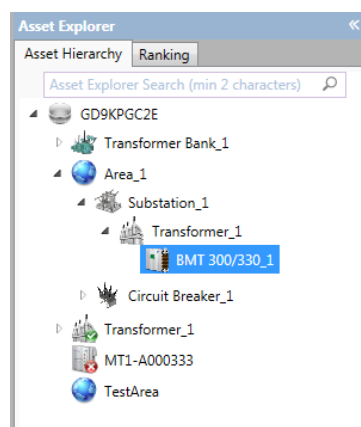 Asset Explorer
Asset Hierarchy Ranking
Asset Explorer Search (min 2 characters)
GD9KPGC2E
Transformer Bank_1
Area_1
Substation_1
Transformer_1
BMT 300/330_1
Circuit Breaker_1
Transformer_1
MT1-A000333
TestArea